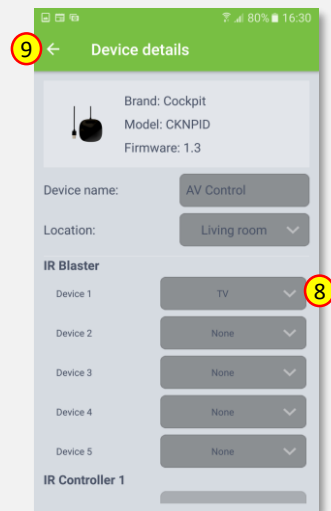 80% 16:30
9
Device details
Brand: Cockpit
Model: CKNPID
Firmware: 1.3
Device name: AV Control
Location: Living room
IR Blaster
Device 1 TV 8
Device 2 None
Device 3 None
Device 4 None
Device 5 None
IR Controller 1